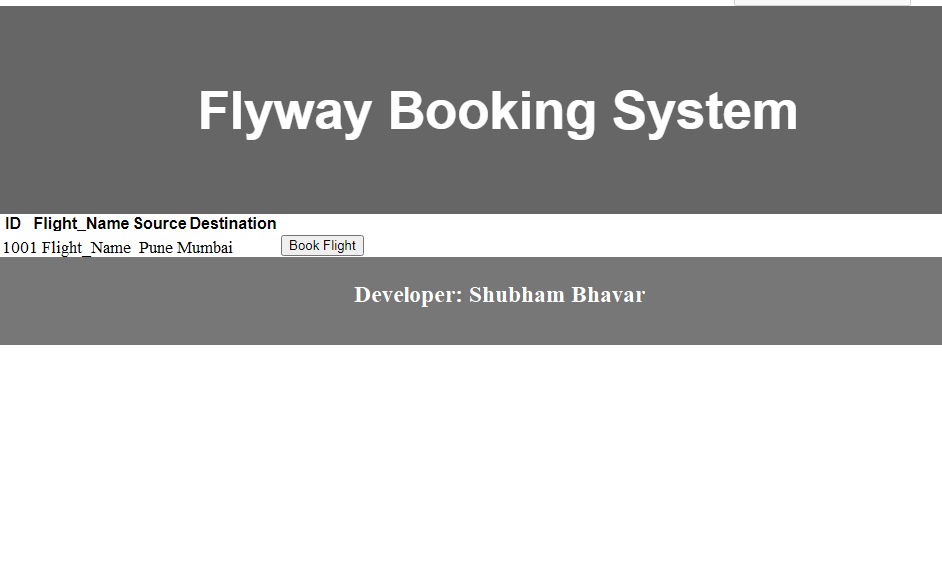 Flyway Booking System
ID Flight_Name Source Destination
1001 Flight_Name Pune Mumbai Book Flight
Developer: Shubham Bhavar